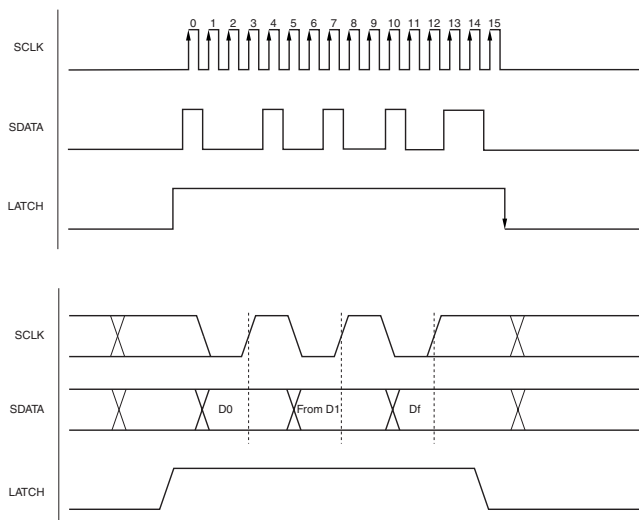 0 1 2 3 4 5 6 7 8 9 10 11 12 13 14 15
SCLK
SDATA
LATCH
SCLK
SDATA D0 From D1 Df
LATCH